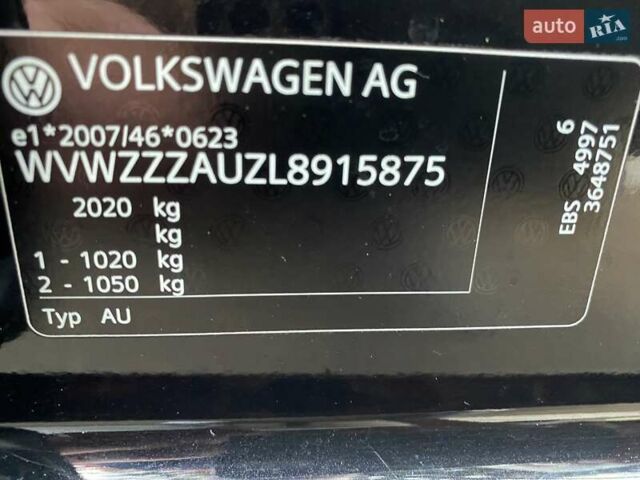 auto RIA .com
VOLKSWAGEN AG
e1*2007/46*0623
WVWZZZAUZL8915875
2020 kg
kg
1 - 1020 kg
2 - 1050 kg
Typ AU
6
EBS 4997
3648751